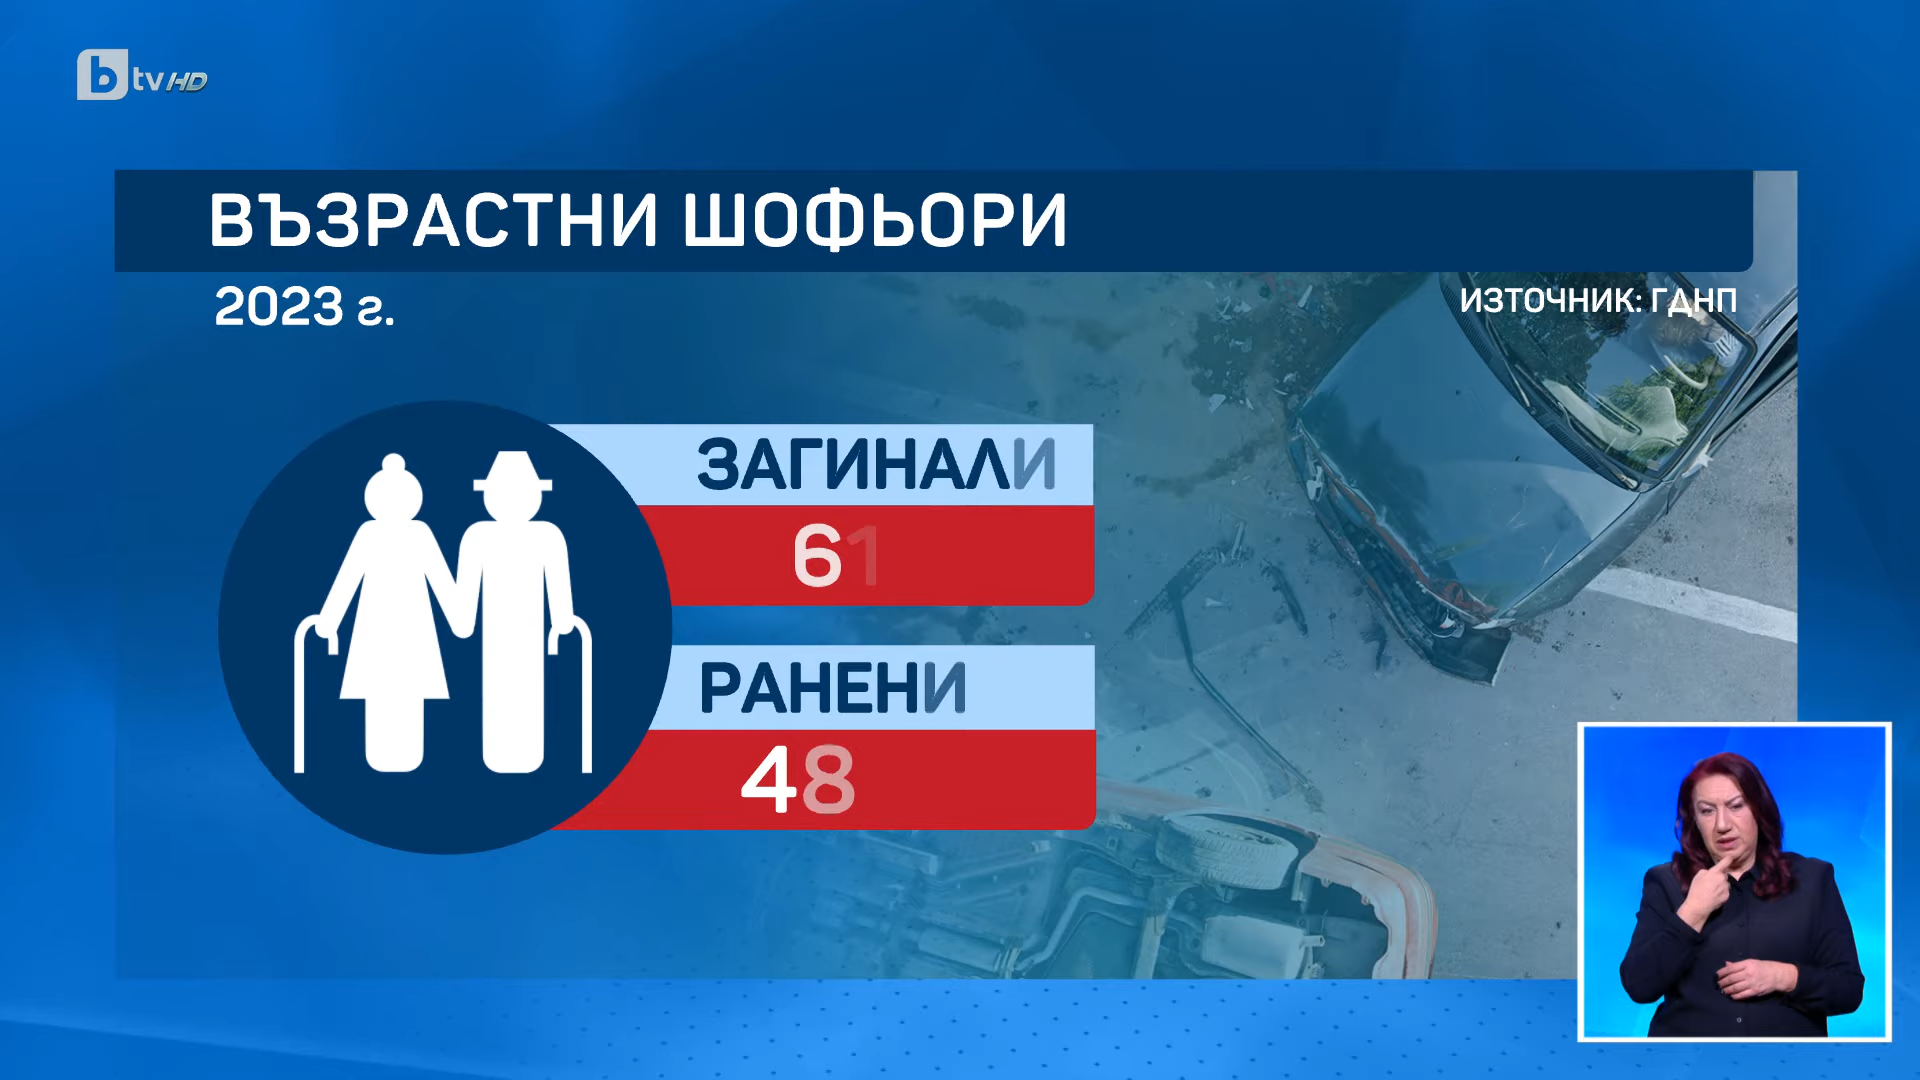 btv HD
ВЪЗРАСТНИ ШОФЬОРИ
2023 г.
ИЗТОЧНИК: ГДНП
ЗАГИНАЛИ
61
РАНЕНИ
48